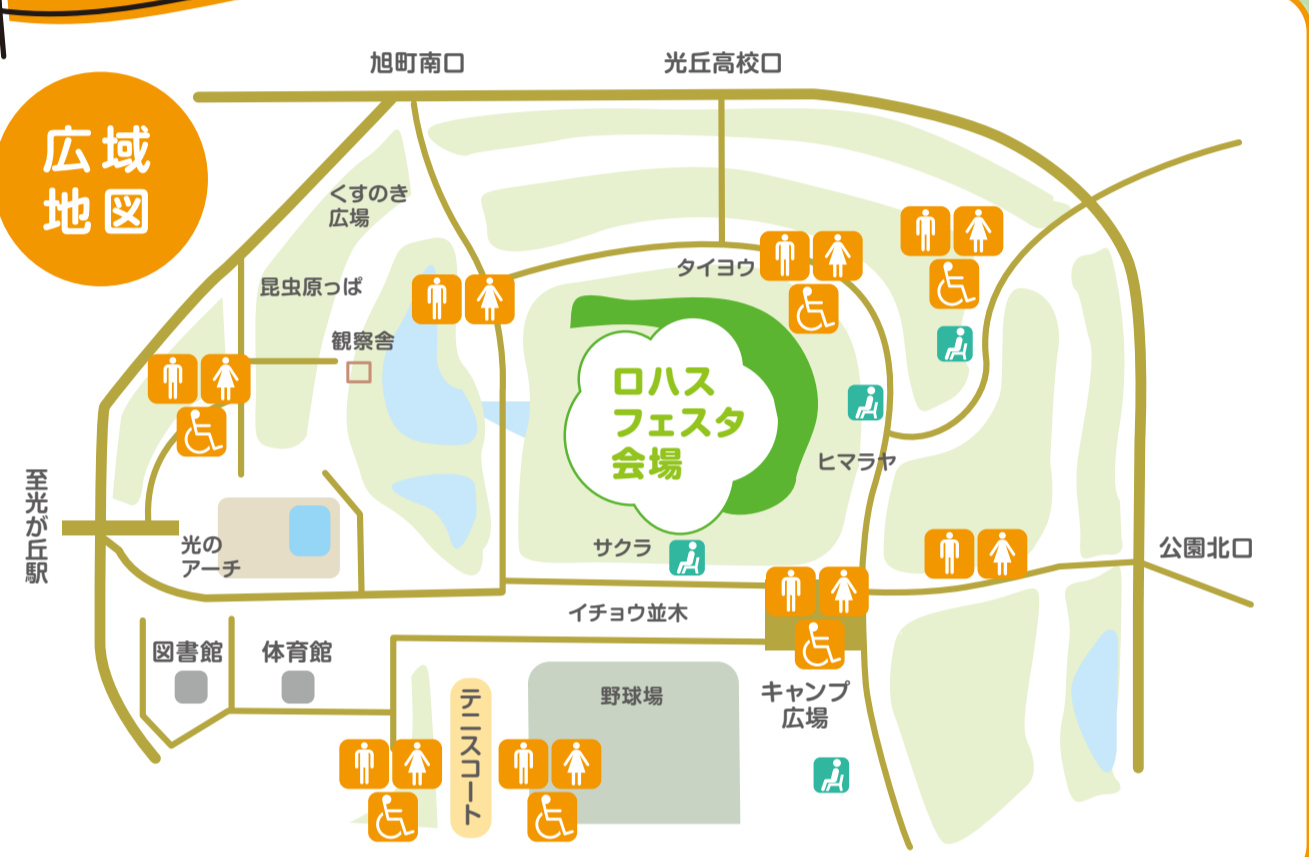 旭町南口
光丘高校口
広域
地図
くすのき
広場
昆虫原っぱ
観察舎
タイヨウ
ロハス
フェスタ
会場
ヒマラヤ
至光が丘駅
光の
アーチ
サクラ
公園北口
イチョウ並木
図書館
体育館
テニスコート
野球場
キャンプ
広場